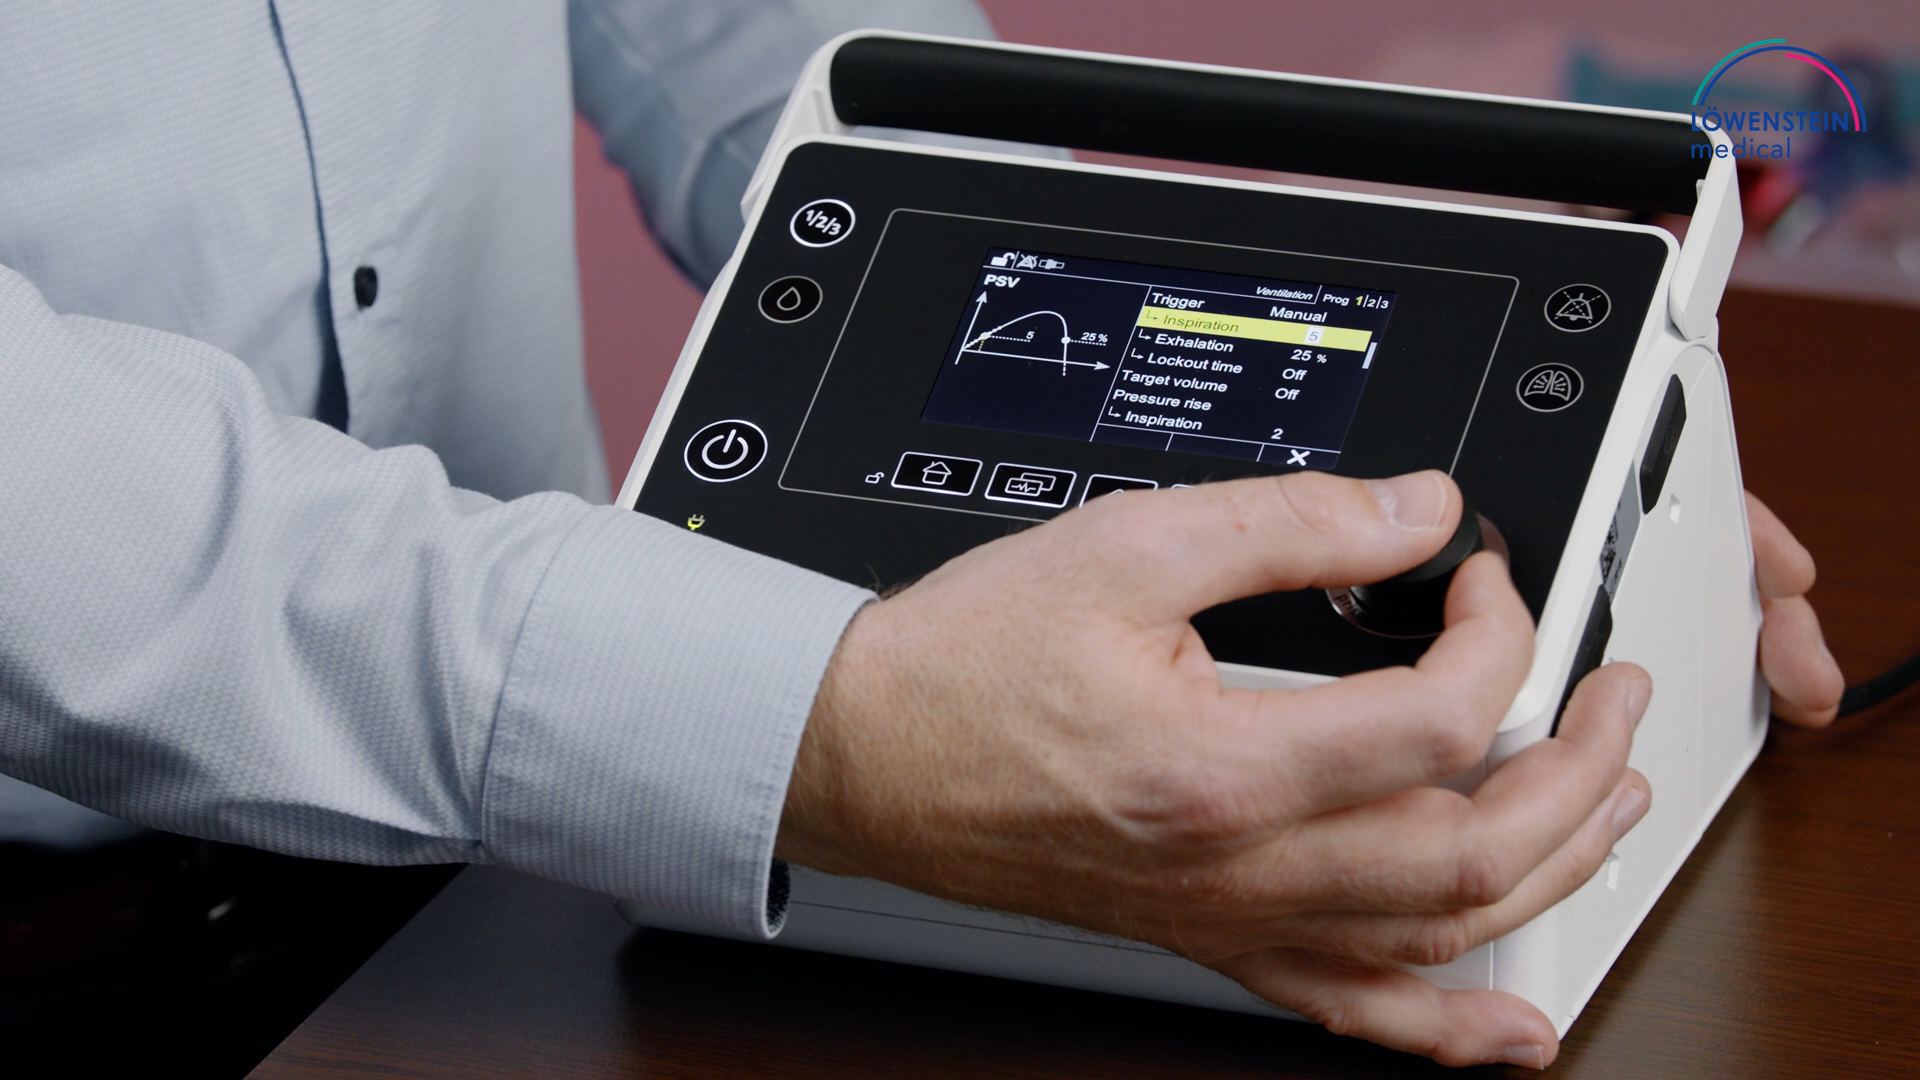 LÖWENSTEIN
medical
1/2/3
PSV
Ventilation
Prog 1|2|3
Trigger Manual
Inspiration 5
Exhalation 25 %
Lockout time Off
Target volume Off
Pressure rise
Inspiration 2
5
25 %